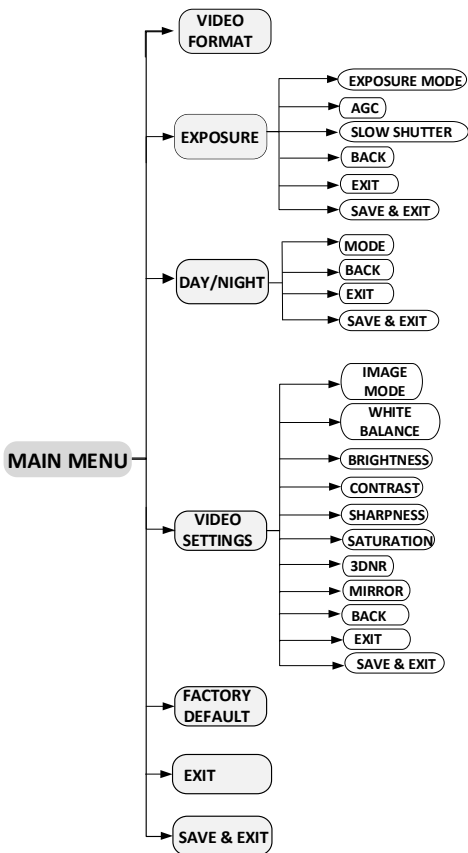 MAIN MENU
VIDEO
FORMAT
EXPOSURE
EXPOSURE MODE
AGC
SLOW SHUTTER
BACK
EXIT
SAVE & EXIT
DAY/NIGHT
MODE
BACK
EXIT
SAVE & EXIT
VIDEO
SETTINGS
IMAGE
MODE
WHITE
BALANCE
BRIGHTNESS
CONTRAST
SHARPNESS
SATURATION
3DNR
MIRROR
BACK
EXIT
SAVE & EXIT
FACTORY
DEFAULT
EXIT
SAVE & EXIT